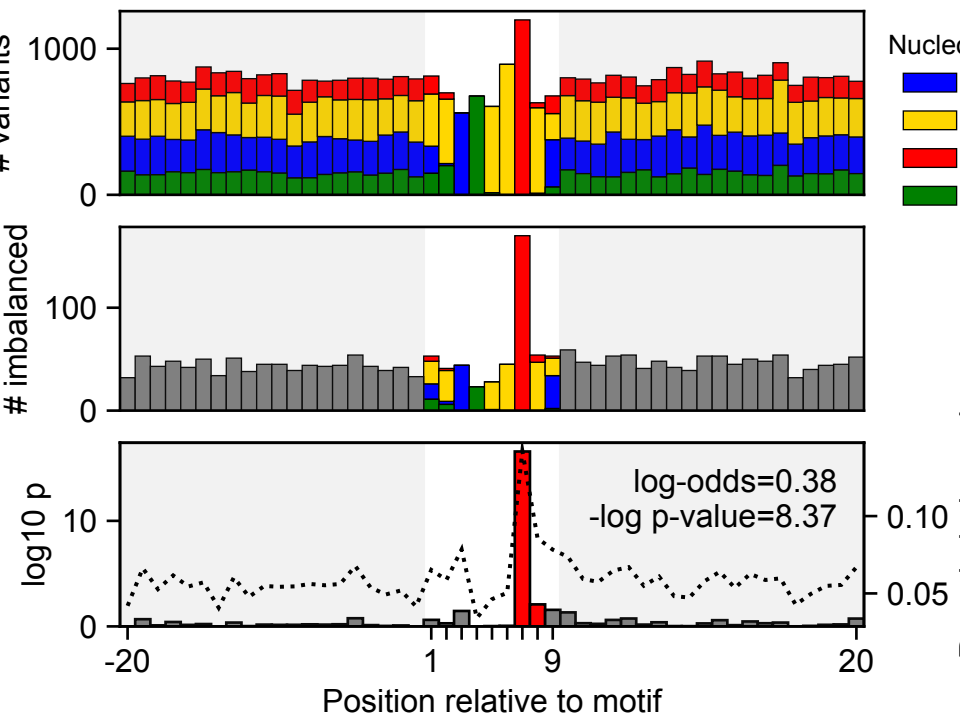 # variants
1000
0
Nucleo
# imbalanced
100
0
log10 p
10
0
log-odds=0.38
-log p-value=8.37
0.10
0.05
-20
1
9
20
Position relative to motif